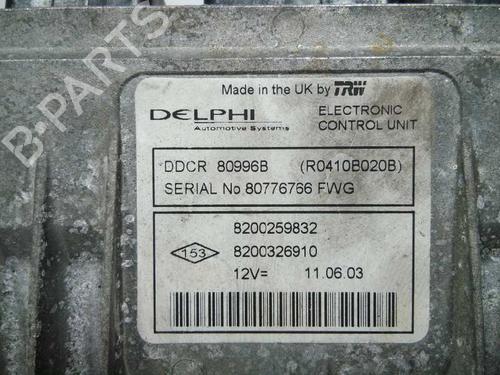 B-PARTS
Made in the UK by TRW
DELPHI
Automotive Systems
ELECTRONIC
CONTROL UNIT
DDCR 80996B (R0410B020B)
SERIAL No 80776766 FWG
8200259832
153
8200326910
12V= 11.06.03